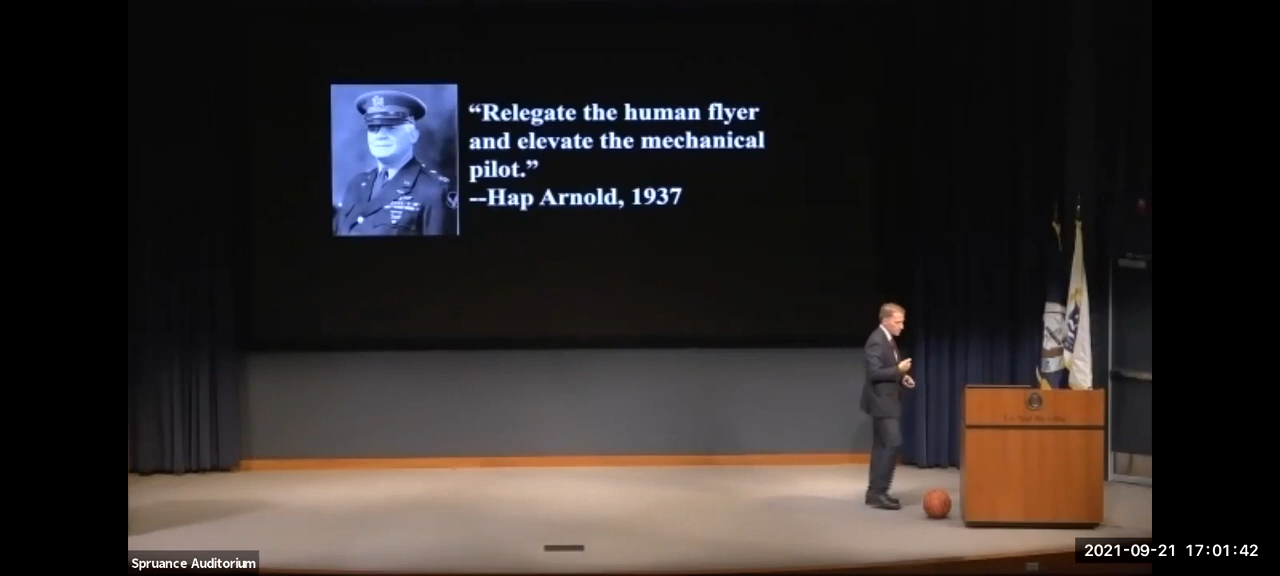 “Relegate the human flyer
and elevate the mechanical
pilot.”
--Hap Arnold, 1937
Spruance Auditorium
2021-09-21 17:01:42